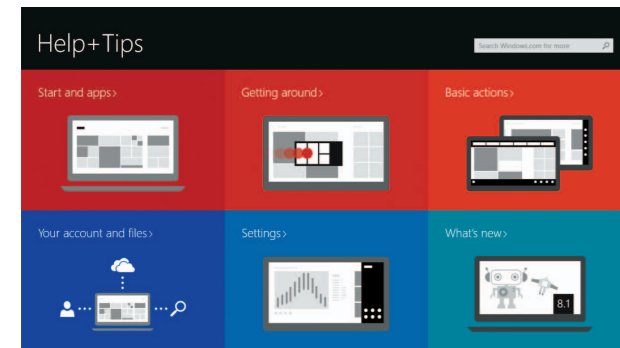 Help+Tips
Search Windows.com for more
Start and apps>
Getting around>
Basic actions>
Your account and files>
Settings>
What's new>
8.1